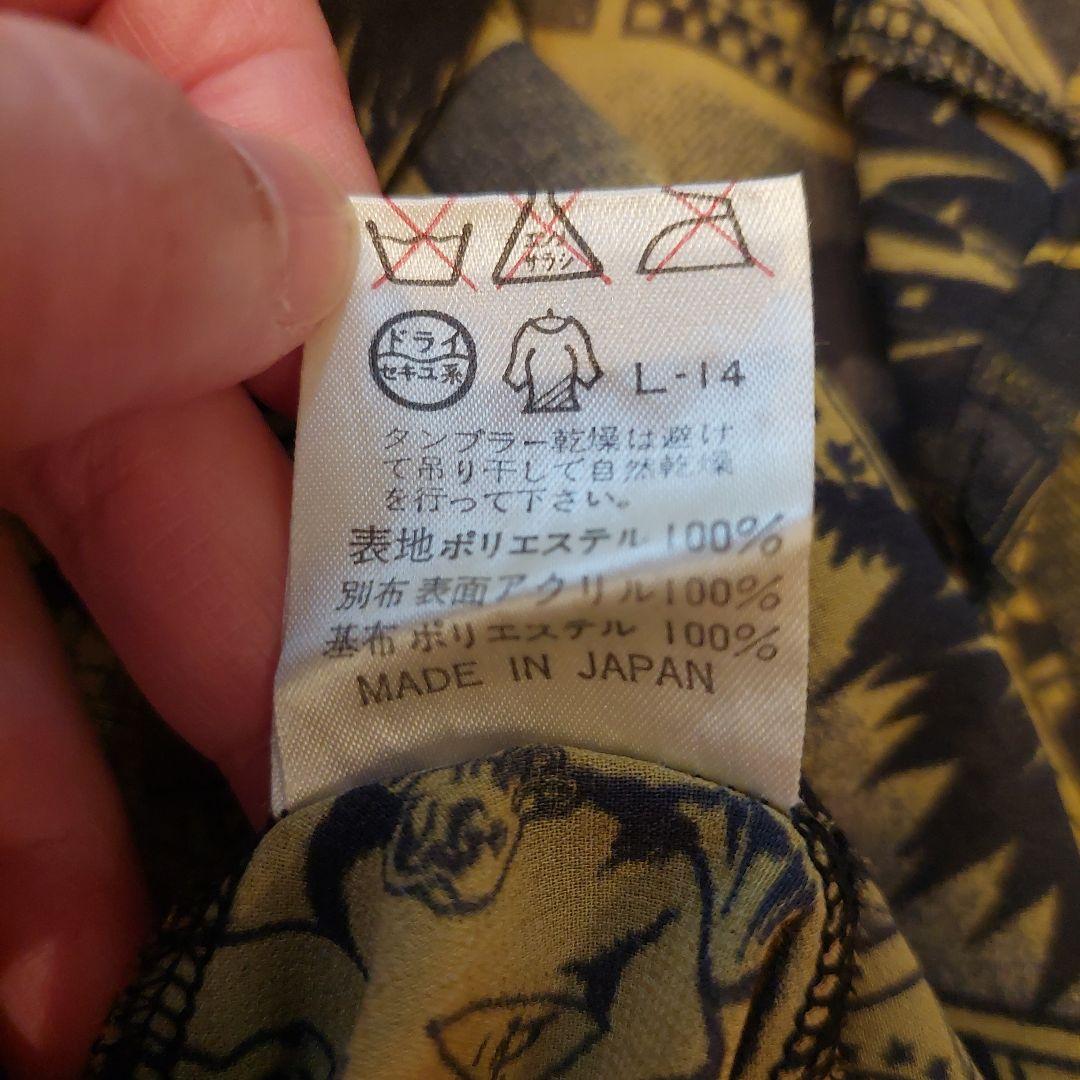 エンソ
サラシ
ドライ
セキユ系
L-14
タンブラー乾燥は避け
て吊り干しして自然乾燥
を行って下さい。
表地ポリエステル100%
別布表面アクリル100%
基布ポリエステル100%
MADE IN JAPAN